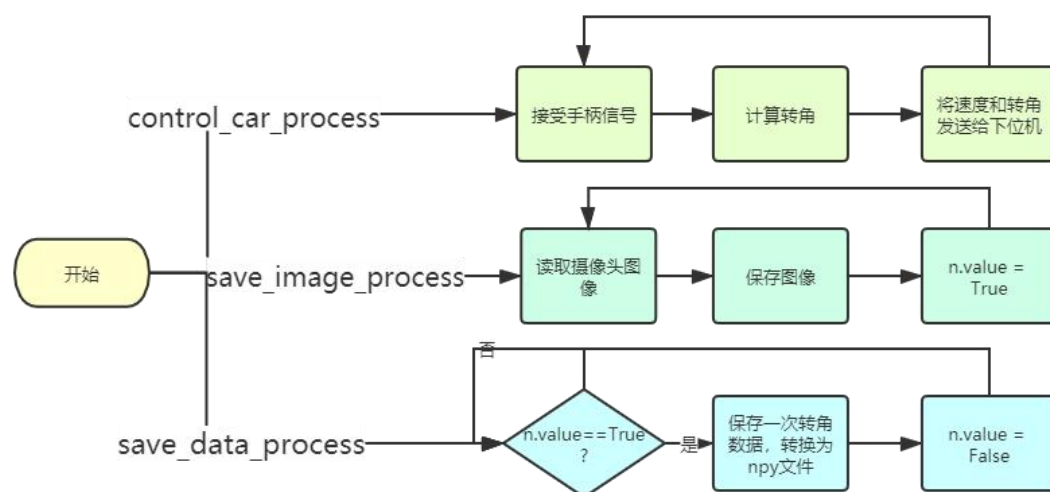 control_car_process
接受手柄信号
计算转角
将速度和转角
发送给下位机
开始
save_image_process
读取摄像头图
像
保存图像
n.value =
True
否
save_data_process
n.value==True
?
是
保存一次转角
数据，转换为
npy文件
n.value =
False